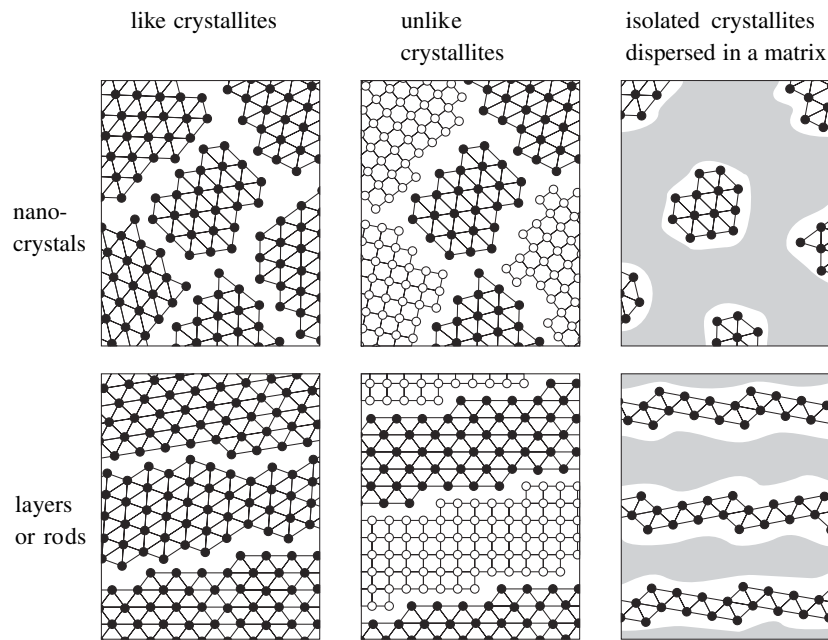 like crystallites
unlike
crystallites
isolated crystallites
dispersed in a matrix
nano-
crystals
layers
or rods